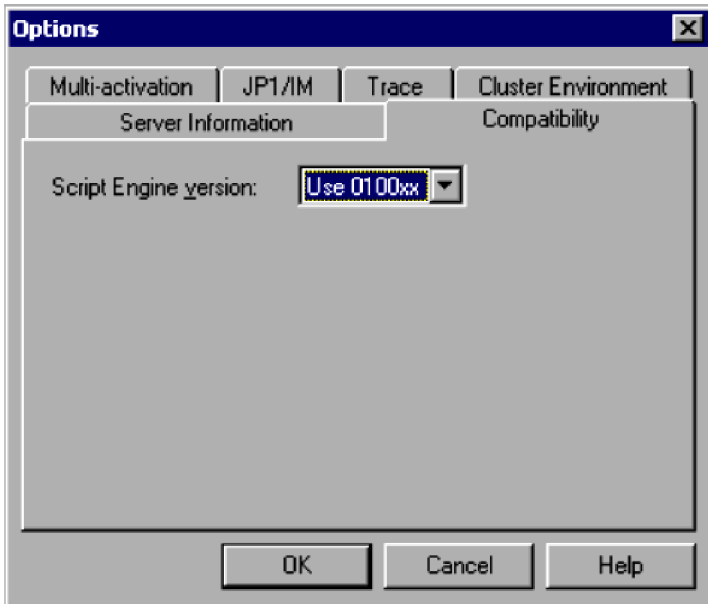 Options
Multi-activation JP1/IM Trace Cluster Environment
Server Information Compatibility
Script Engine version: Use 0100xx
OK Cancel Help